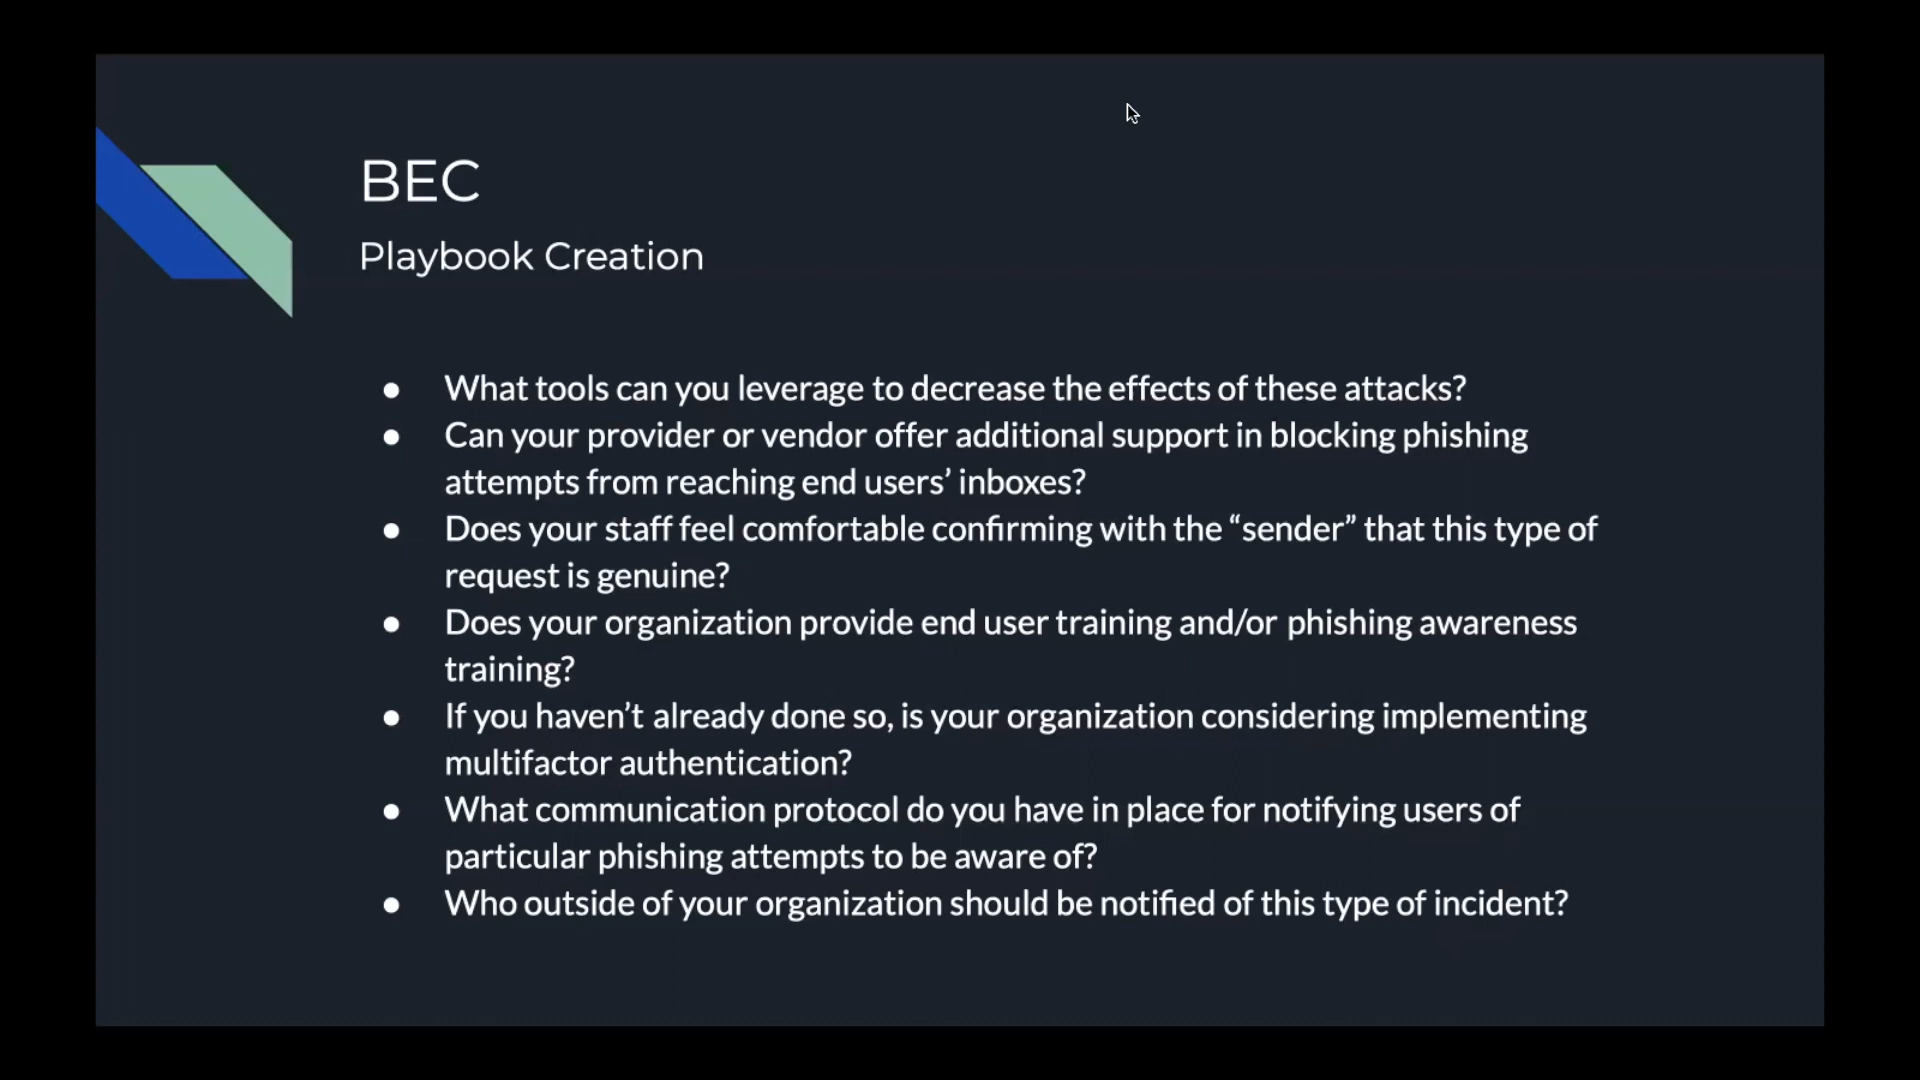 BEC
Playbook Creation
● What tools can you leverage to decrease the effects of these attacks?
● Can your provider or vendor offer additional support in blocking phishing
attempts from reaching end users’ inboxes?
● Does your staff feel comfortable confirming with the “sender” that this type of
request is genuine?
● Does your organization provide end user training and/or phishing awareness
training?
● If you haven’t already done so, is your organization considering implementing
multifactor authentication?
● What communication protocol do you have in place for notifying users of
particular phishing attempts to be aware of?
● Who outside of your organization should be notified of this type of incident?